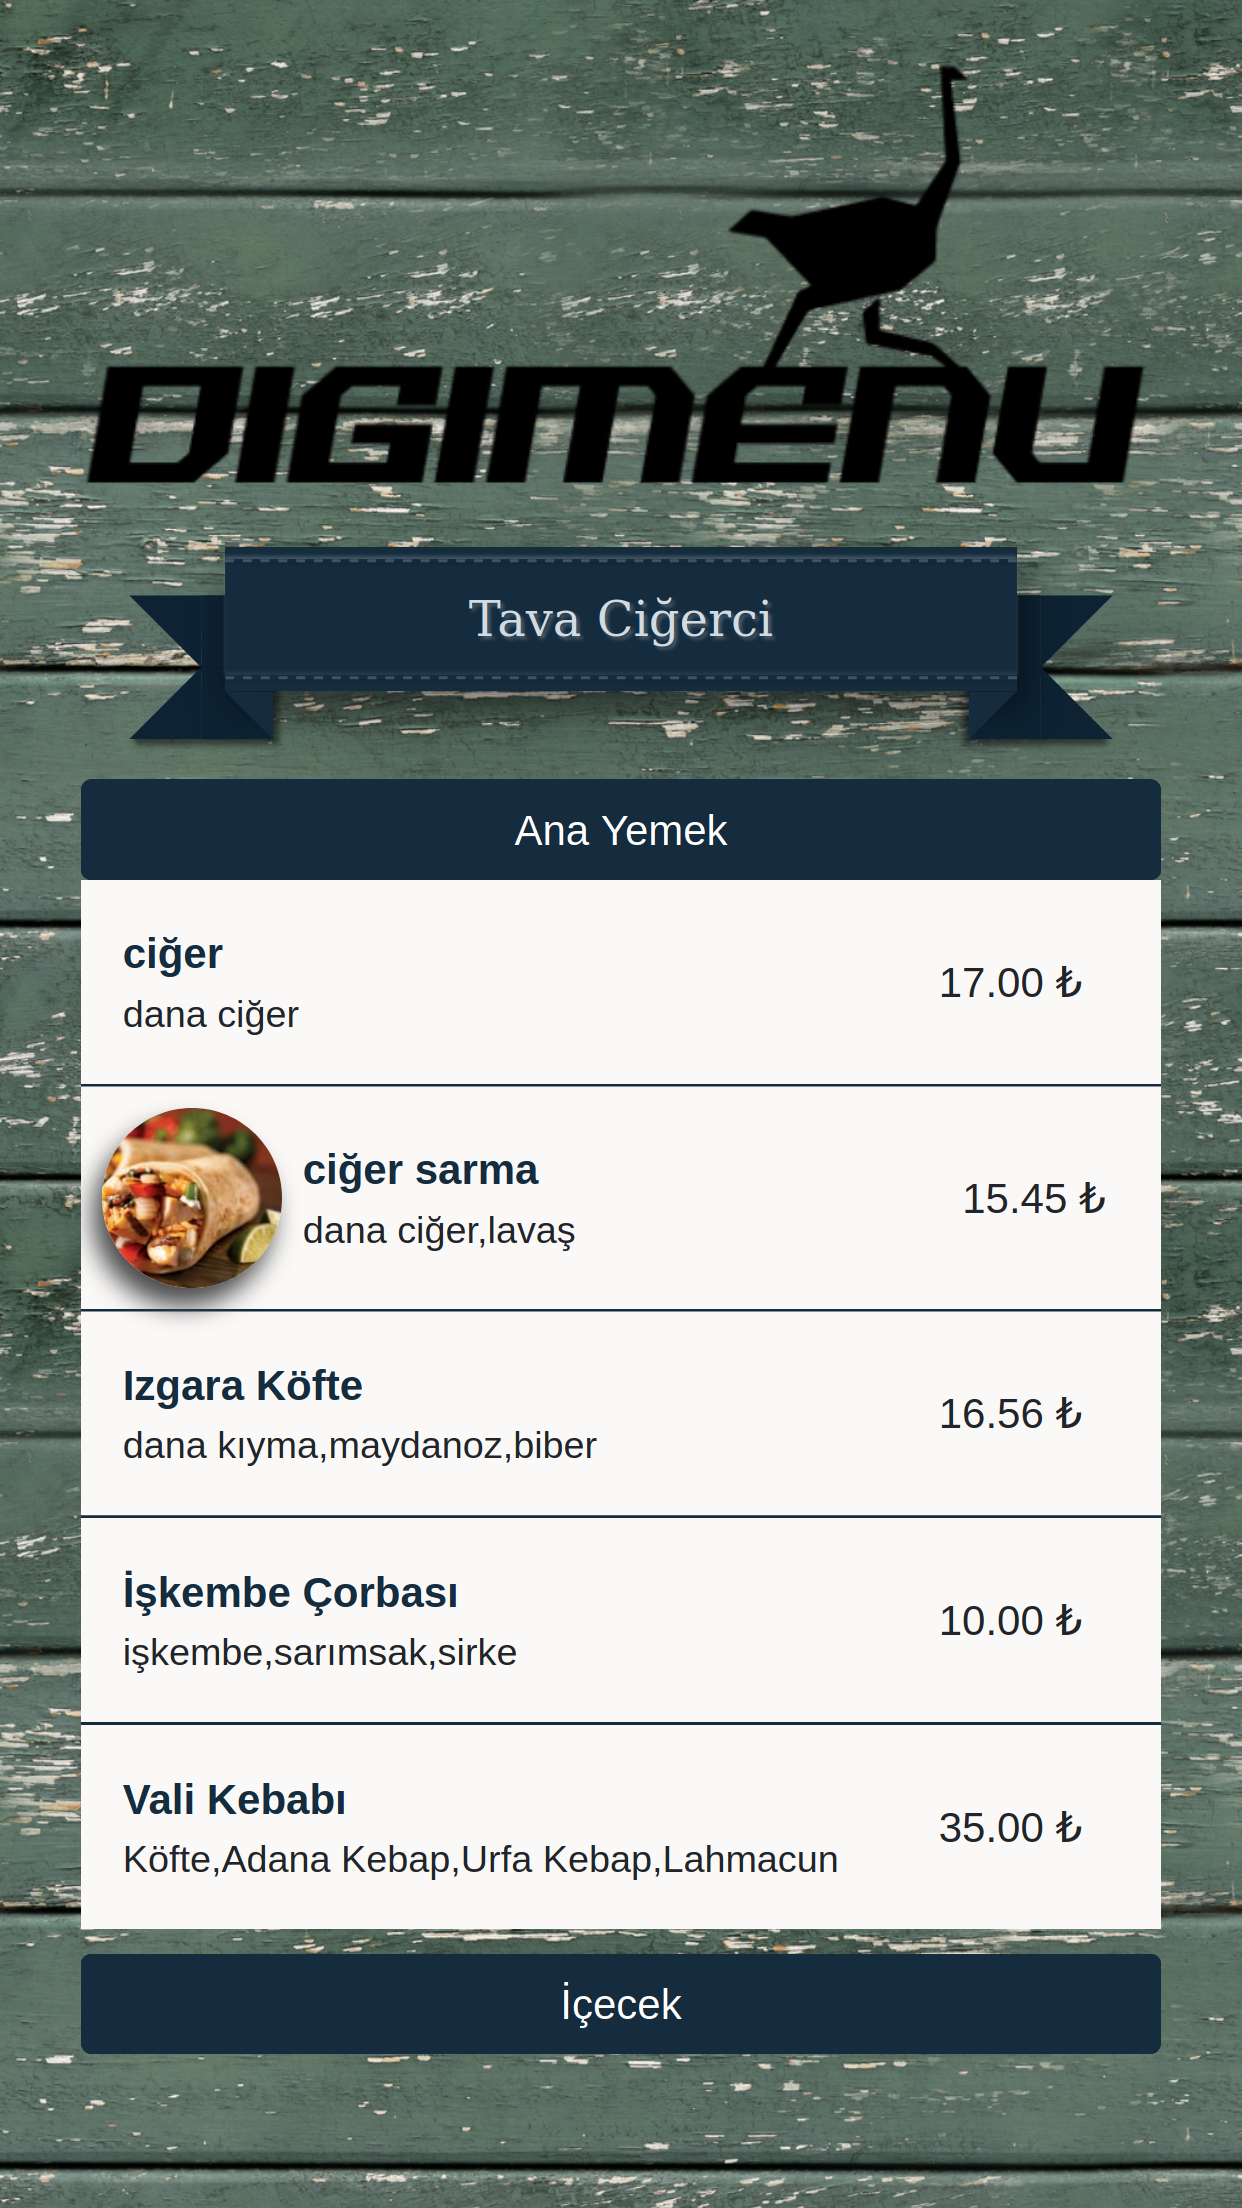 DIGIMENU
Tava Ciğerci
Ana Yemek
ciğer
dana ciğer
17.00 ₺
ciğer sarma
dana ciğer,lavaş
15.45 ₺
Izgara Köfte
dana kıyma,maydanoz,biber
16.56 ₺
İşkembe Çorbası
işkembe,sarımsak,sirke
10.00 ₺
Vali Kebabı
Köfte,Adana Kebap,Urfa Kebap,Lahmacun
35.00 ₺
İçecek